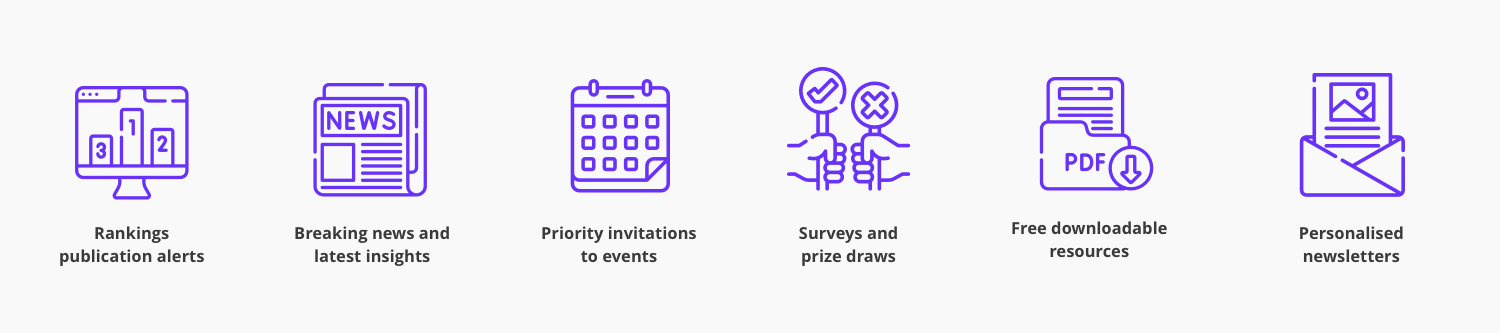 3
1
2
Rankings
publication alerts
NEWS
Breaking news and
latest insights
Priority invitations
to events
Surveys and
prize draws
PDF
Free downloadable
resources
Personalised
newsletters